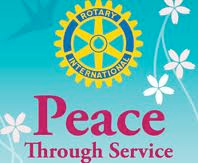 ROTARY
INTERNATIONAL
Peace
Through Service